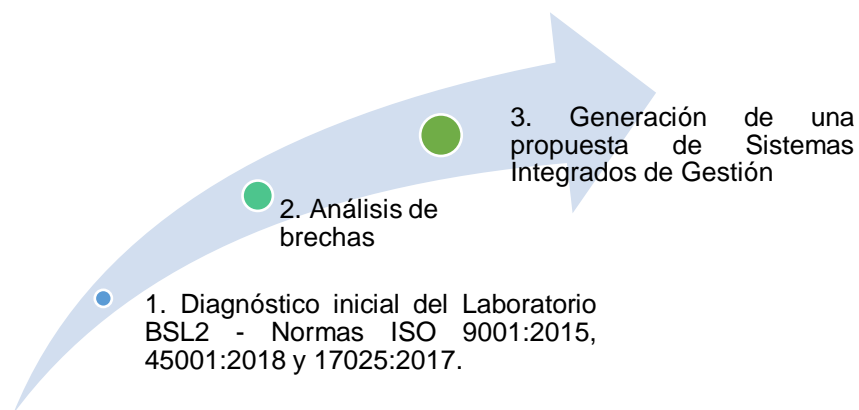 3. Generación de una
propuesta de Sistemas
Integrados de Gestión
2. Análisis de
brechas
1. Diagnóstico inicial del Laboratorio
BSL2 - Normas ISO 9001:2015,
45001:2018 y 17025:2017.